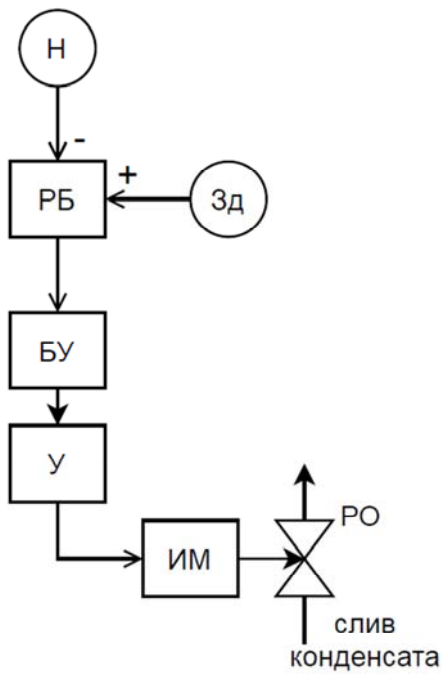 Н
-
+
РБ
Зд
БУ
У
РО
ИМ
слив
конденсата